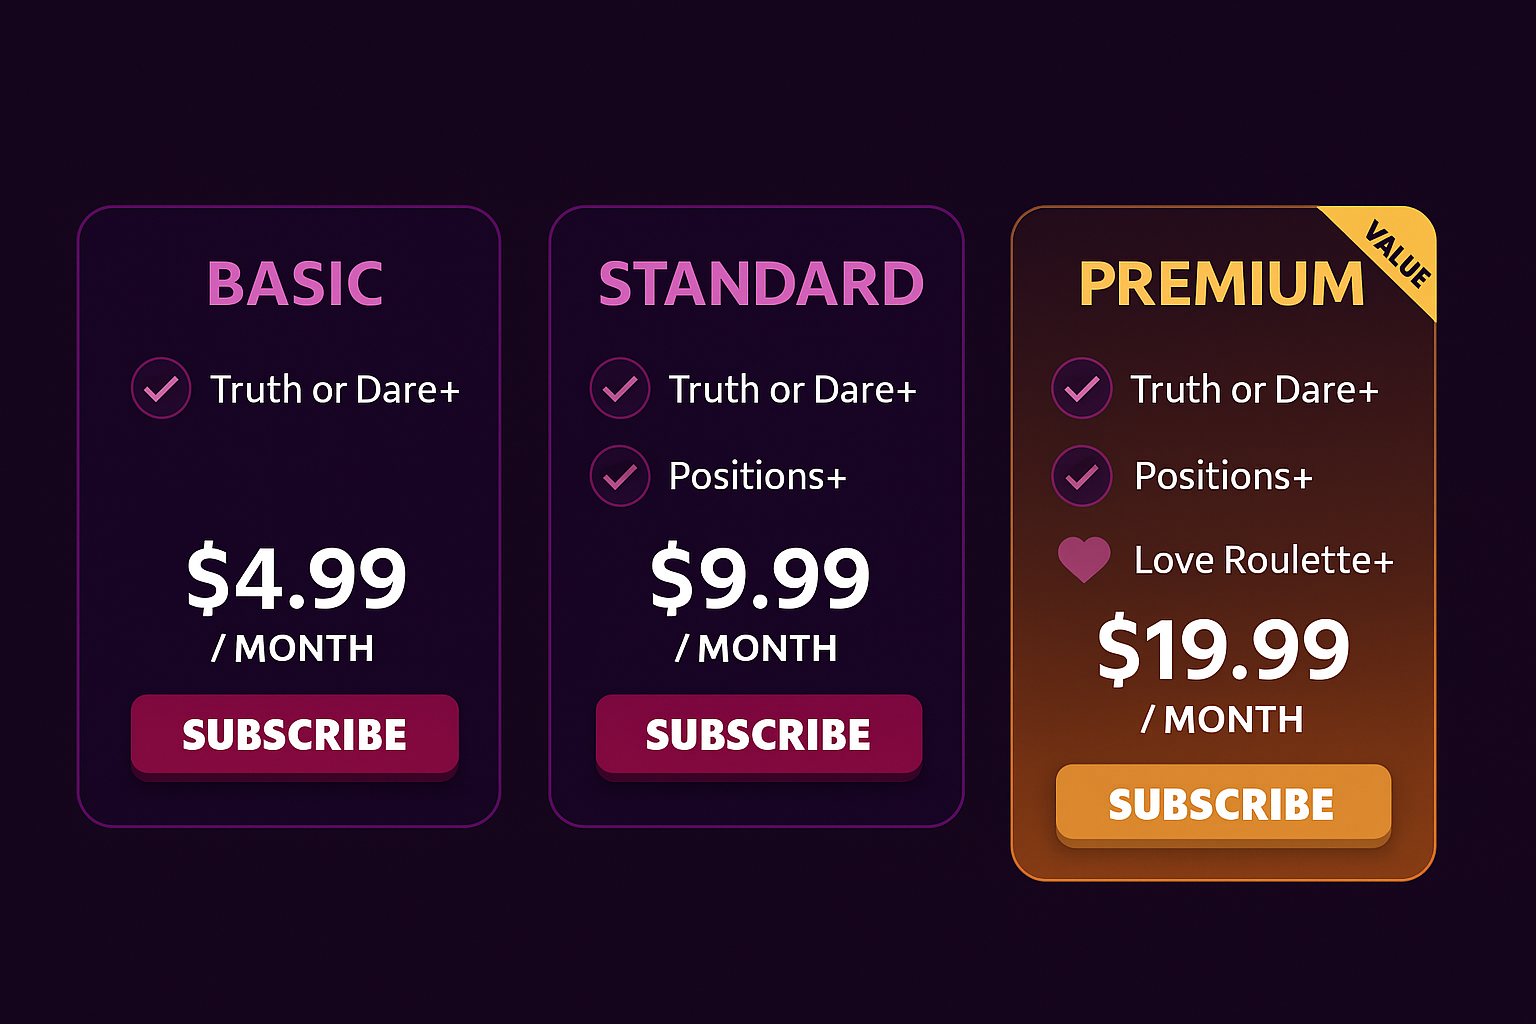 BASIC
Truth or Dare+
$4.99
/ MONTH
SUBSCRIBE
STANDARD
Truth or Dare+
Positions+
$9.99
/ MONTH
SUBSCRIBE
VALUE
PREMIUM
Truth or Dare+
Positions+
Love Roulette+
$19.99
/ MONTH
SUBSCRIBE